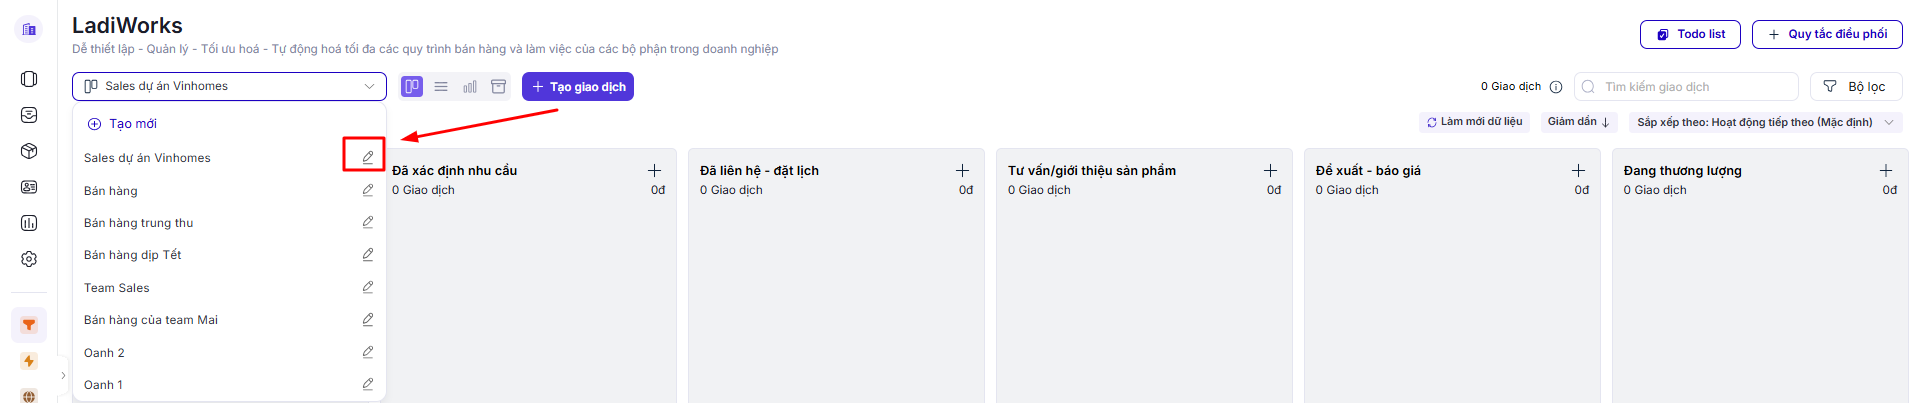 LadiWorks
Dễ thiết lập - Quản lý - Tối ưu hoá - Tự động hoá tối đa các quy trình bán hàng và làm việc của các bộ phận trong doanh nghiệp
Todo list
Quy tắc điều phối
Sales dự án Vinhomes
Tạo giao dịch
0 Giao dịch
Tìm kiếm giao dịch
Bộ lọc
Làm mới dữ liệu
Giảm dần
Sắp xếp theo: Hoạt động tiếp theo (Mặc định)
Tạo mới
Sales dự án Vinhomes
Bán hàng
Bán hàng trung thu
Bán hàng dịp Tết
Team Sales
Bán hàng của team Mai
Oanh 2
Oanh 1
Đã xác định nhu cầu
0 Giao dịch 0đ
Đã liên hệ - đặt lịch
0 Giao dịch 0đ
Tư vấn/giới thiệu sản phẩm
0 Giao dịch 0đ
Đề xuất - báo giá
0 Giao dịch 0đ
Đang thương lượng
0 Giao dịch 0đ